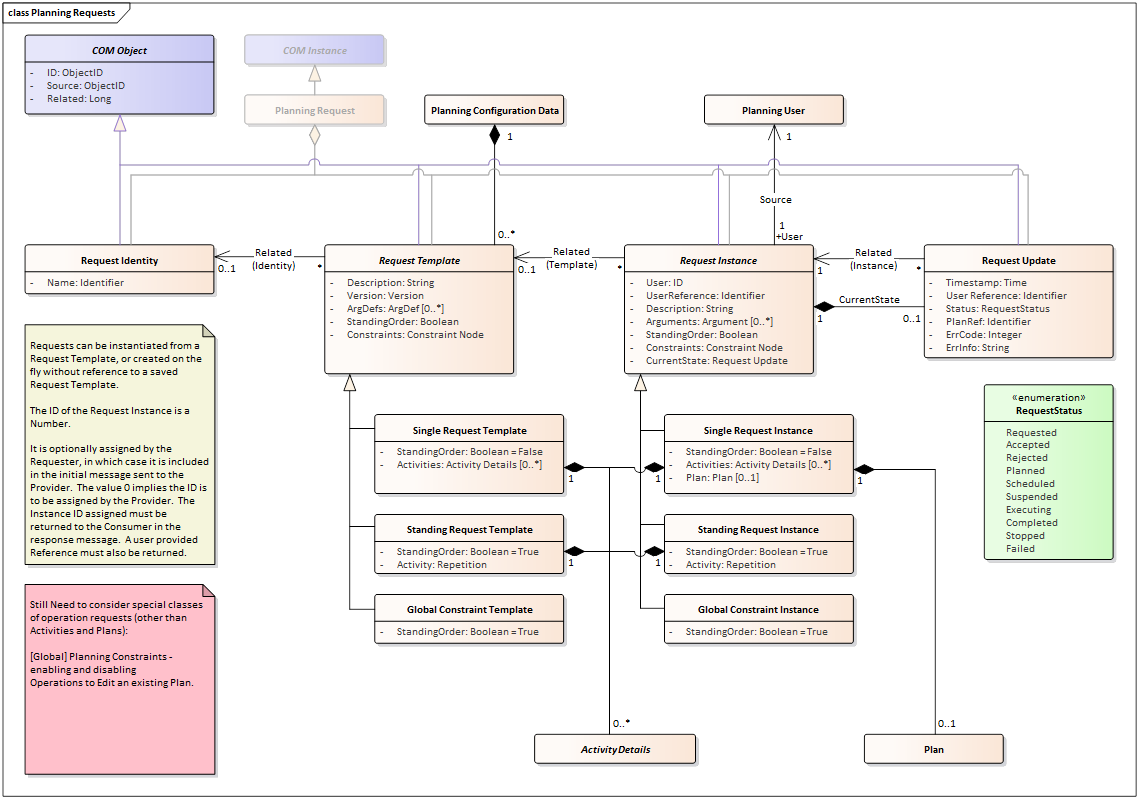 class Planning Requests
COM Object
- ID: ObjectID
- Source: ObjectID
- Related: Long
COM Instance
Planning Request
Planning Configuration Data
1
Planning User
1
Source
1
+User
0..*
Request Identity
- Name: Identifier
Related
(Identity)
0..1
*
Request Template
- Description: String
- Version: Version
- ArgDefs: ArgDef [0..*]
- StandingOrder: Boolean
- Constraints: Constraint Node
Related
(Template)
0..1
*
Request Instance
- User: ID
- UserReference: Identifier
- Description: String
- Arguments: Argument [0..*]
- StandingOrder: Boolean
- Constraints: Constraint Node
- CurrentState: Request Update
Related
(Instance)
1
*
CurrentState
1
0..1
Request Update
- Timestamp: Time
- User Reference: Identifier
- Status: RequestStatus
- PlanRef: Identifier
- ErrCode: Integer
- ErrInfo: String
Requests can be instantiated from a
Request Template, or created on the
fly without reference to a saved
Request Template.
The ID of the Request Instance is a
Number.
It is optionally assigned by the
Requester, in which case it is included
in the initial message sent to the
Provider. The value 0 implies the ID is
to be assigned by the Provider. The
Instance ID assigned must be
returned to the Consumer in the
response message. A user provided
Reference must also be returned.
Still Need to consider special classes
of operation requests (other than
Activities and Plans):
[Global] Planning Constraints -
enabling and disabling
Operations to Edit an existing Plan.
Single Request Template
- StandingOrder: Boolean = False
- Activities: Activity Details [0..*]
1
Standing Request Template
- StandingOrder: Boolean = True
- Activity: Repetition
1
Global Constraint Template
- StandingOrder: Boolean = True
Single Request Instance
- StandingOrder: Boolean = False
- Activities: Activity Details [0..*]
- Plan: Plan [0..1]
1
1
Standing Request Instance
- StandingOrder: Boolean = True
- Activity: Repetition
1
Global Constraint Instance
- StandingOrder: Boolean = True
«enumeration»
RequestStatus
Requested
Accepted
Rejected
Planned
Scheduled
Suspended
Executing
Completed
Stopped
Failed
0..*
ActivityDetails
0..1
Plan